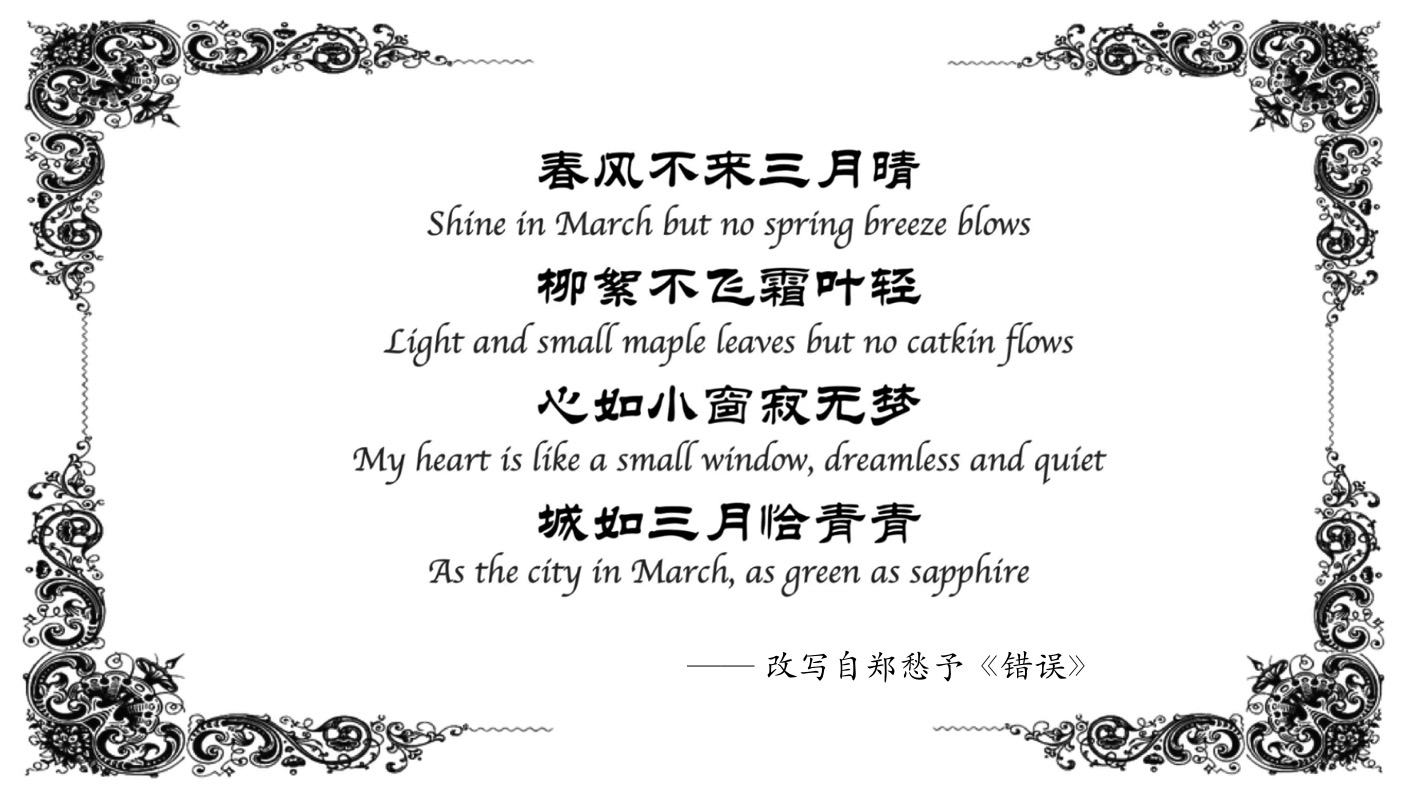 春风不来三月晴
Shine in March but no spring breeze blows
柳絮不飞霜叶轻
Light and small maple leaves but no catkin flows
心如小窗寂无梦
My heart is like a small window, dreamless and quiet
城如三月恰青青
As the city in March, as green as sapphire
—— 改写自郑愁予《错误》